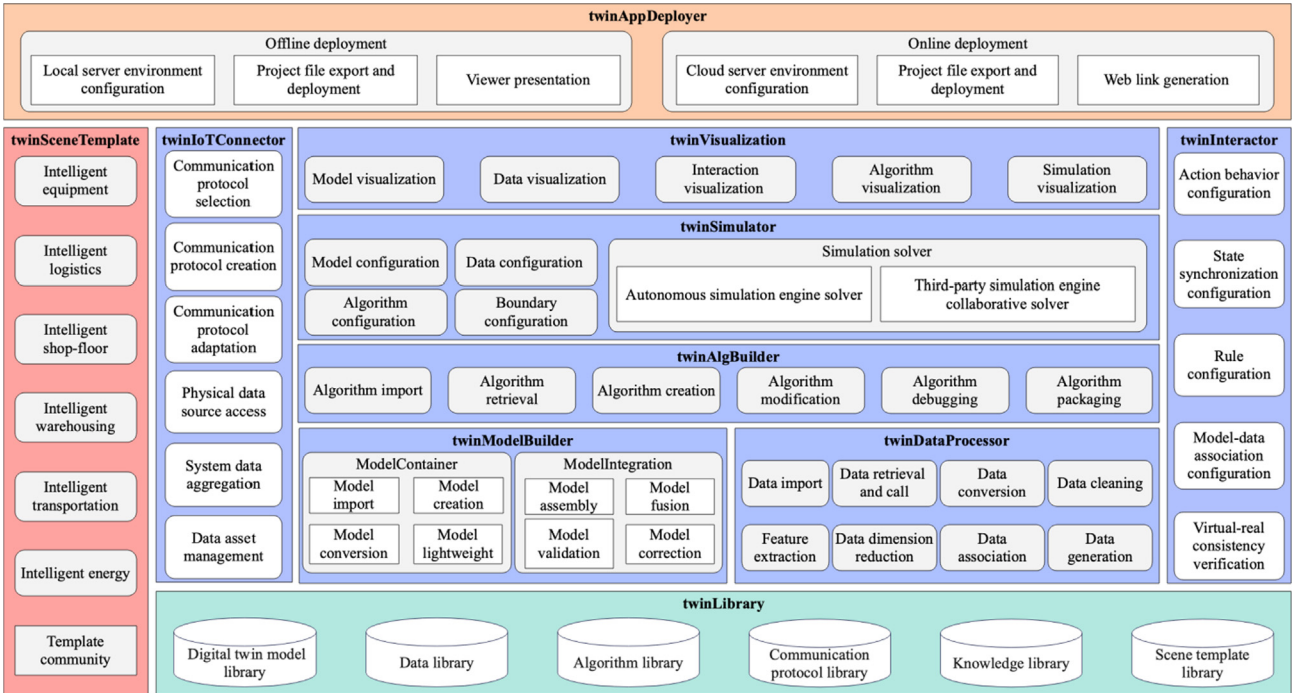 twinAppDeployer
Offline deployment
Local server environment
configuration
Project file export and
deployment
Viewer presentation
Online deployment
Cloud server environment
configuration
Project file export and
deployment
Web link generation
twinSceneTemplate
Intelligent
equipment
Intelligent
logistics
Intelligent
shop-floor
Intelligent
warehousing
Intelligent
transportation
Intelligent energy
Template
community
twinIoTConnector
Communication
protocol
selection
Communication
protocol creation
Communication
protocol
adaptation
Physical data
source access
System data
aggregation
Data asset
management
twinVisualization
Model visualization
Data visualization
Interaction
visualization
Algorithm
visualization
Simulation
visualization
twinSimulator
Model configuration
Data configuration
Algorithm
configuration
Boundary
configuration
Simulation solver
Autonomous simulation engine solver
Third-party simulation engine
collaborative solver
twinAlgBuilder
Algorithm import
Algorithm
retrieval
Algorithm creation
Algorithm
modification
Algorithm
debugging
Algorithm
packaging
twinModelBuilder
ModelContainer
Model
import
Model
creation
Model
conversion
Model
lightweight
ModelIntegration
Model
assembly
Model
fusion
Model
validation
Model
correction
twinDataProcessor
Data import
Data retrieval
and call
Data
conversion
Data cleaning
Feature
extraction
Data dimension
reduction
Data
association
Data
generation
twinInteractor
Action behavior
configuration
State
synchronization
configuration
Rule
configuration
Model-data
association
configuration
Virtual-real
consistency
verification
twinLibrary
Digital twin model
library
Data library
Algorithm library
Communication
protocol library
Knowledge library
Scene template
library